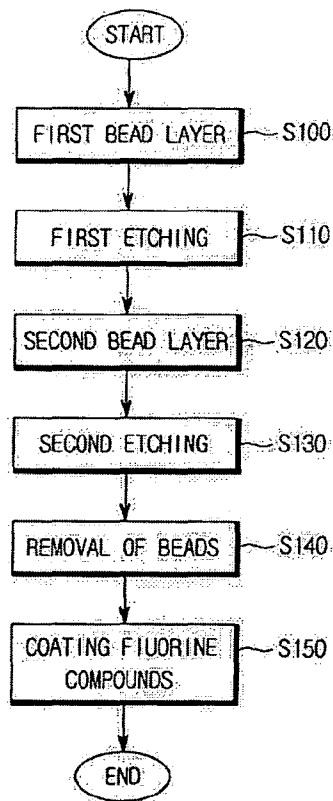 START
FIRST BEAD LAYER
S100
FIRST ETCHING
S110
SECOND BEAD LAYER
S120
SECOND ETCHING
S130
REMOVAL OF BEADS
S140
COATING FIUORINE
COMPOUNDS
S150
END